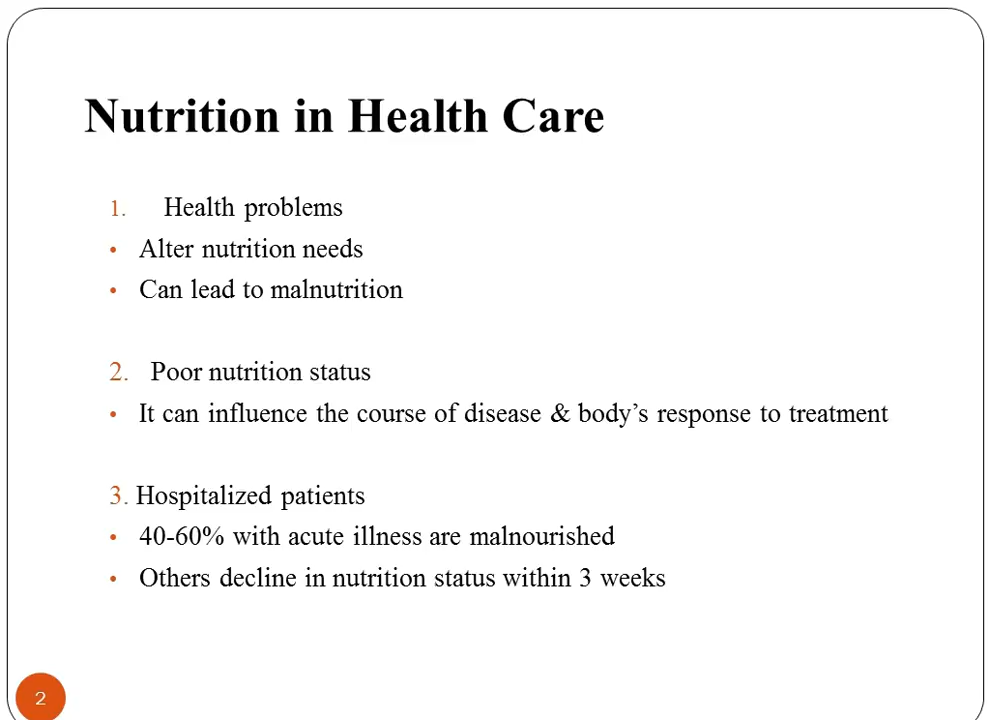 Nutrition in Health Care
1. Health problems
• Alter nutrition needs
• Can lead to malnutrition
2. Poor nutrition status
• It can influence the course of disease & body’s response to treatment
3. Hospitalized patients
• 40-60% with acute illness are malnourished
• Others decline in nutrition status within 3 weeks
2